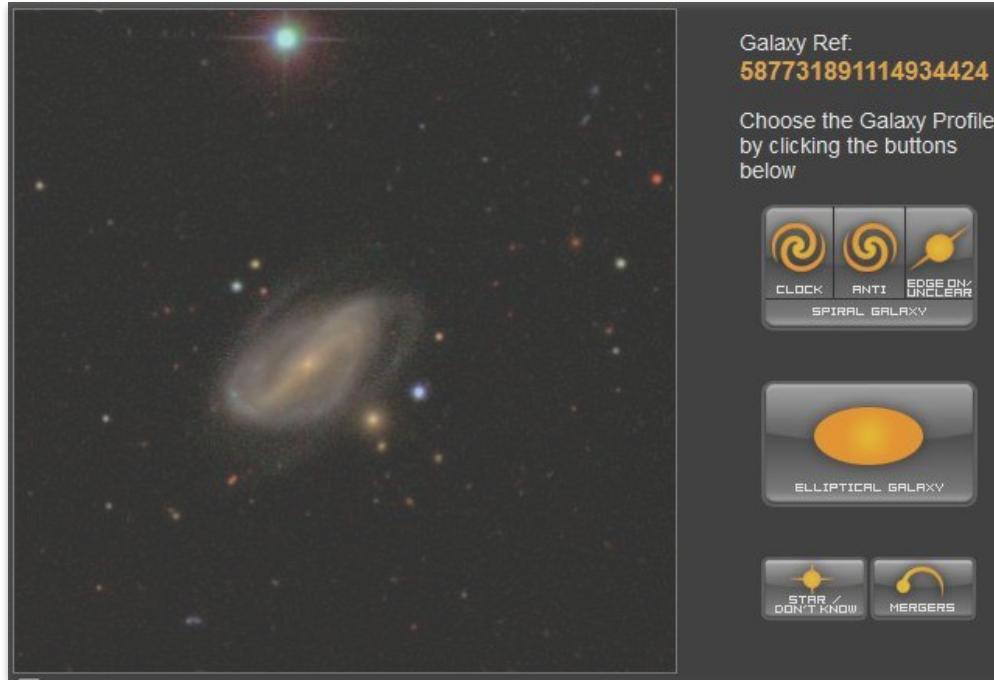 Galaxy Ref:
587731891114934424
Choose the Galaxy Profile
by clicking the buttons
below
CLOCK
ANTI
EDGE ON/
UNCLEAR
SPIRAL GALAXY
ELLIPTICAL GALAXY
STAR /
DON'T KNOW
MERGERS